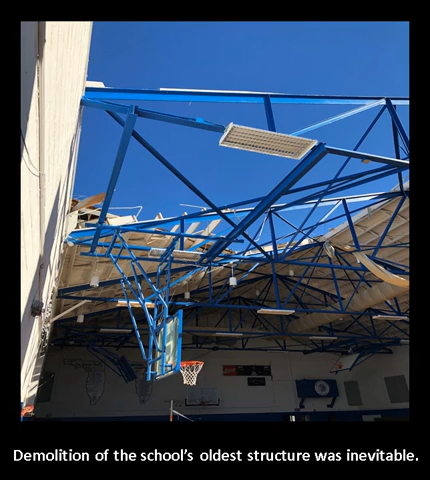 Demolition of the school’s oldest structure was inevitable.